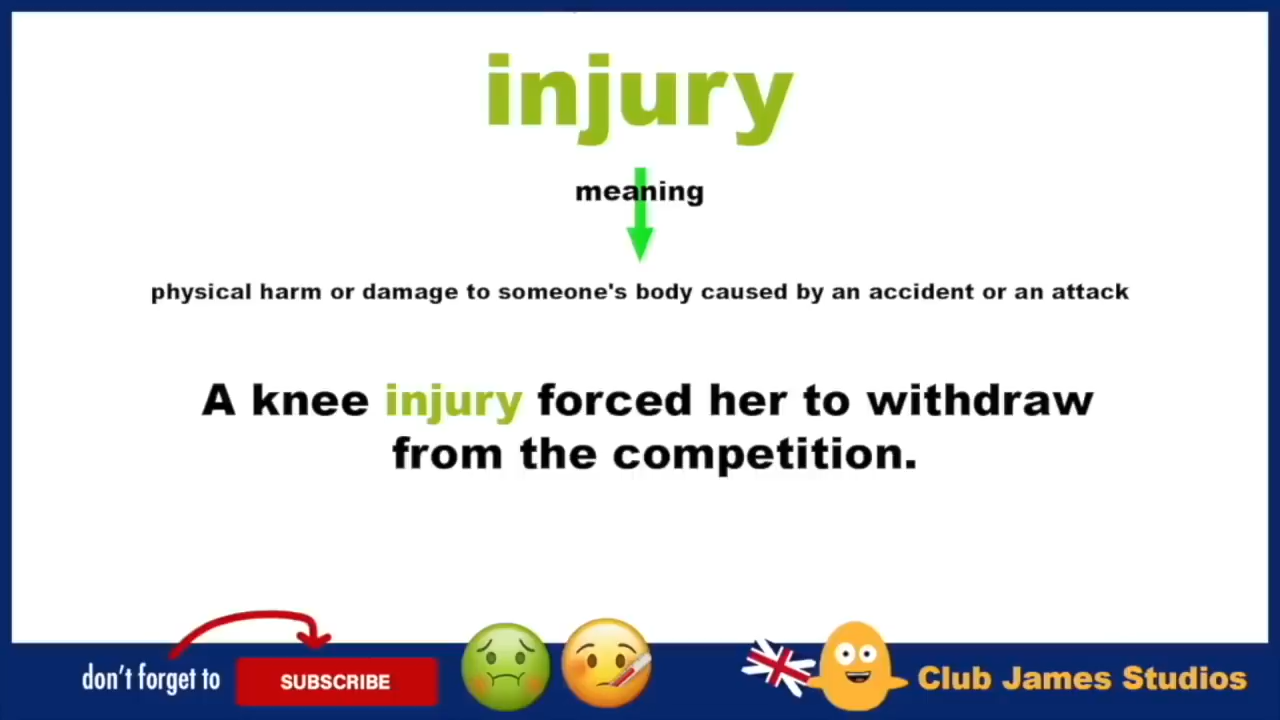 injury
meaning
physical harm or damage to someone's body caused by an accident or an attack
A knee injury forced her to withdraw
from the competition.
don't forget to
SUBSCRIBE
Club James Studios